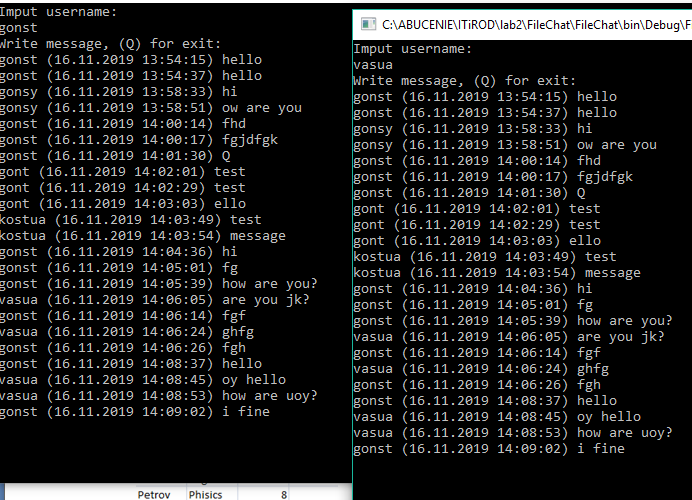 Input username:
gonst
Write message, (Q) for exit:
gonst (16.11.2019 13:54:15) hello
gonst (16.11.2019 13:54:37) hello
gonsy (16.11.2019 13:58:33) hi
gonsy (16.11.2019 13:58:51) ow are you
gonst (16.11.2019 14:00:14) fhd
gonst (16.11.2019 14:00:17) fgjdfgk
gonst (16.11.2019 14:01:30) Q
gont (16.11.2019 14:02:01) test
gont (16.11.2019 14:02:29) test
gont (16.11.2019 14:03:03) ello
kostua (16.11.2019 14:03:49) test
kostua (16.11.2019 14:03:54) message
gonst (16.11.2019 14:04:36) hi
gonst (16.11.2019 14:05:01) fg
gonst (16.11.2019 14:05:39) how are you?
vasua (16.11.2019 14:06:05) are you jk?
gonst (16.11.2019 14:06:14) fgf
vasua (16.11.2019 14:06:24) ghfg
gonst (16.11.2019 14:06:26) fgh
gonst (16.11.2019 14:08:37) hello
vasua (16.11.2019 14:08:45) oy hello
vasua (16.11.2019 14:08:53) how are uoy?
gonst (16.11.2019 14:09:02) i fine
Petrov Phisics 8
C:\ABUCENIE\ITiROD\lab2\FileChat\FileChat\bin\Debug\F
Imput username:
vasua
Write message, (Q) for exit:
gonst (16.11.2019 13:54:15) hello
gonst (16.11.2019 13:54:37) hello
gonsy (16.11.2019 13:58:33) hi
gonsy (16.11.2019 13:58:51) ow are you
gonst (16.11.2019 14:00:14) fhd
gonst (16.11.2019 14:00:17) fgjdfgk
gonst (16.11.2019 14:01:30) Q
gont (16.11.2019 14:02:01) test
gont (16.11.2019 14:02:29) test
gont (16.11.2019 14:03:03) ello
kostua (16.11.2019 14:03:49) test
kostua (16.11.2019 14:03:54) message
gonst (16.11.2019 14:04:36) hi
gonst (16.11.2019 14:05:01) fg
gonst (16.11.2019 14:05:39) how are you?
vasua (16.11.2019 14:06:05) are you jk?
gonst (16.11.2019 14:06:14) fgf
vasua (16.11.2019 14:06:24) ghfg
gonst (16.11.2019 14:06:26) fgh
gonst (16.11.2019 14:08:37) hello
vasua (16.11.2019 14:08:45) oy hello
vasua (16.11.2019 14:08:53) how are uoy?
gonst (16.11.2019 14:09:02) i fine